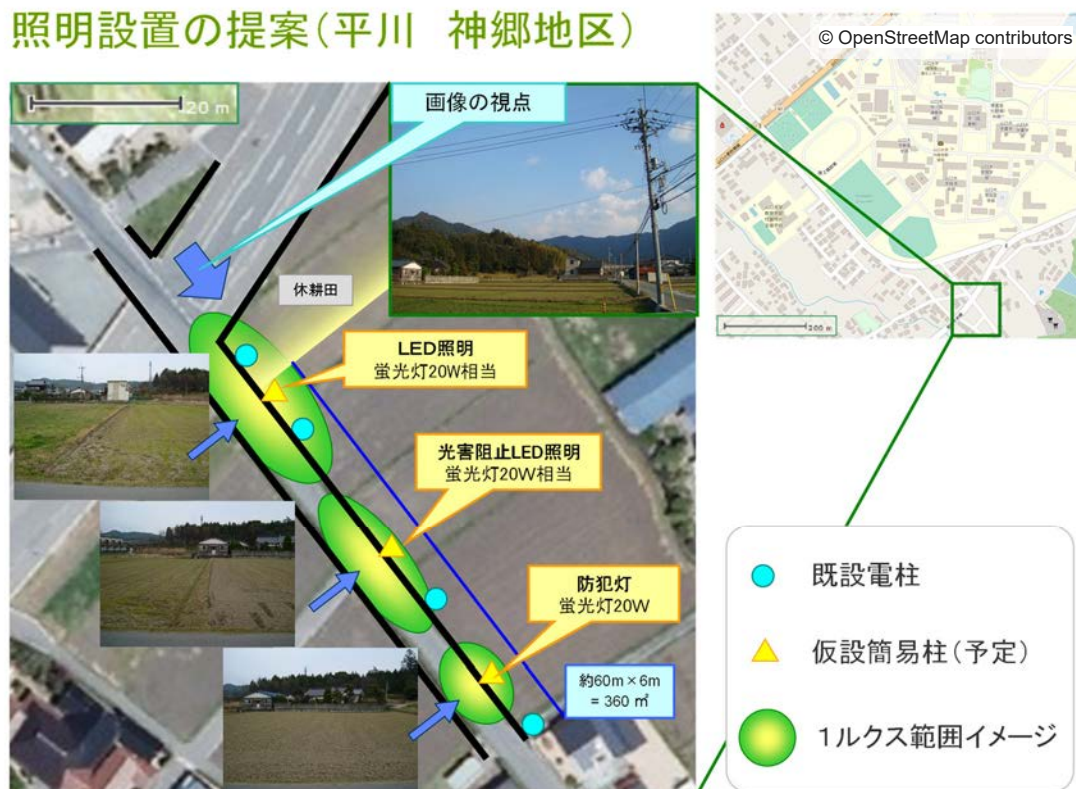 照明設置の提案(平川 神郷地区)
© OpenStreetMap contributors
20 m
画像の視点
休耕田
LED照明
蛍光灯20W相当
光害阻止LED照明
蛍光灯20W相当
防犯灯
蛍光灯20W
約60m×6m
= 360 ㎡
200 m
既設電柱
仮設簡易柱(予定)
1ルクス範囲イメージ